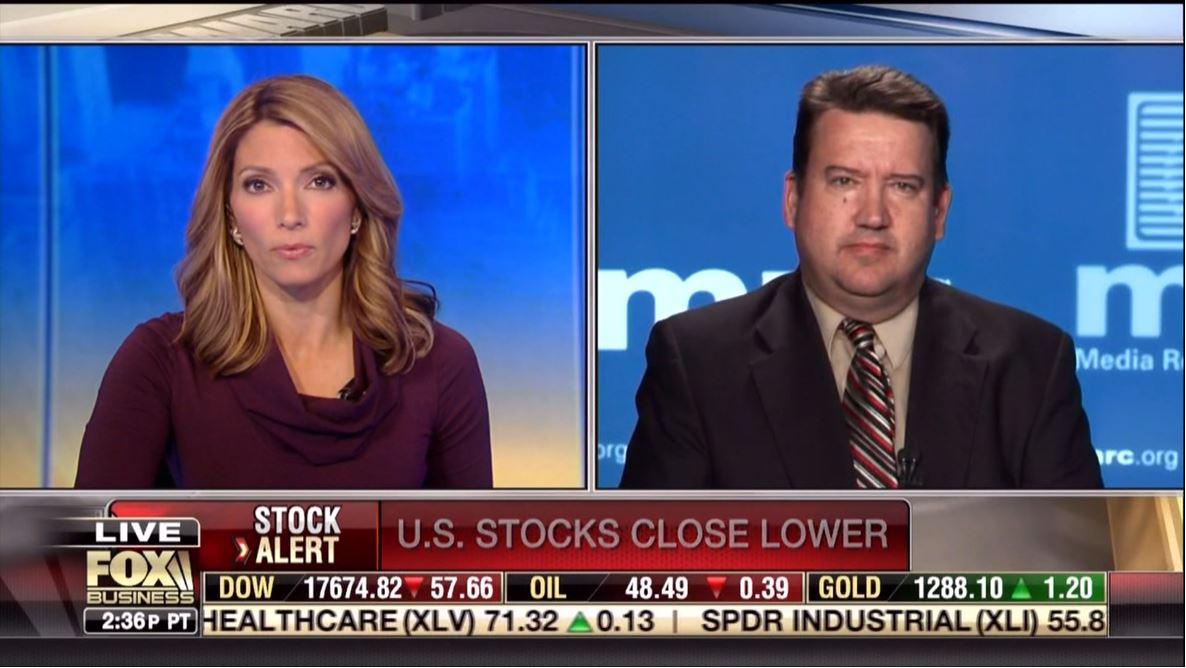 mrc
m
Media R
org
mrc.org
STOCK ALERT
U.S. STOCKS CLOSE LOWER
LIVE
FOX
BUSINESS
2:36P PT
DOW 17674.82 ▼ 57.66 OIL 48.49 ▼ 0.39 GOLD 1288.10 ▲ 1.20
HEALTHCARE (XLV) 71.32 ▲ 0.13 | SPDR INDUSTRIAL (XLI) 55.8